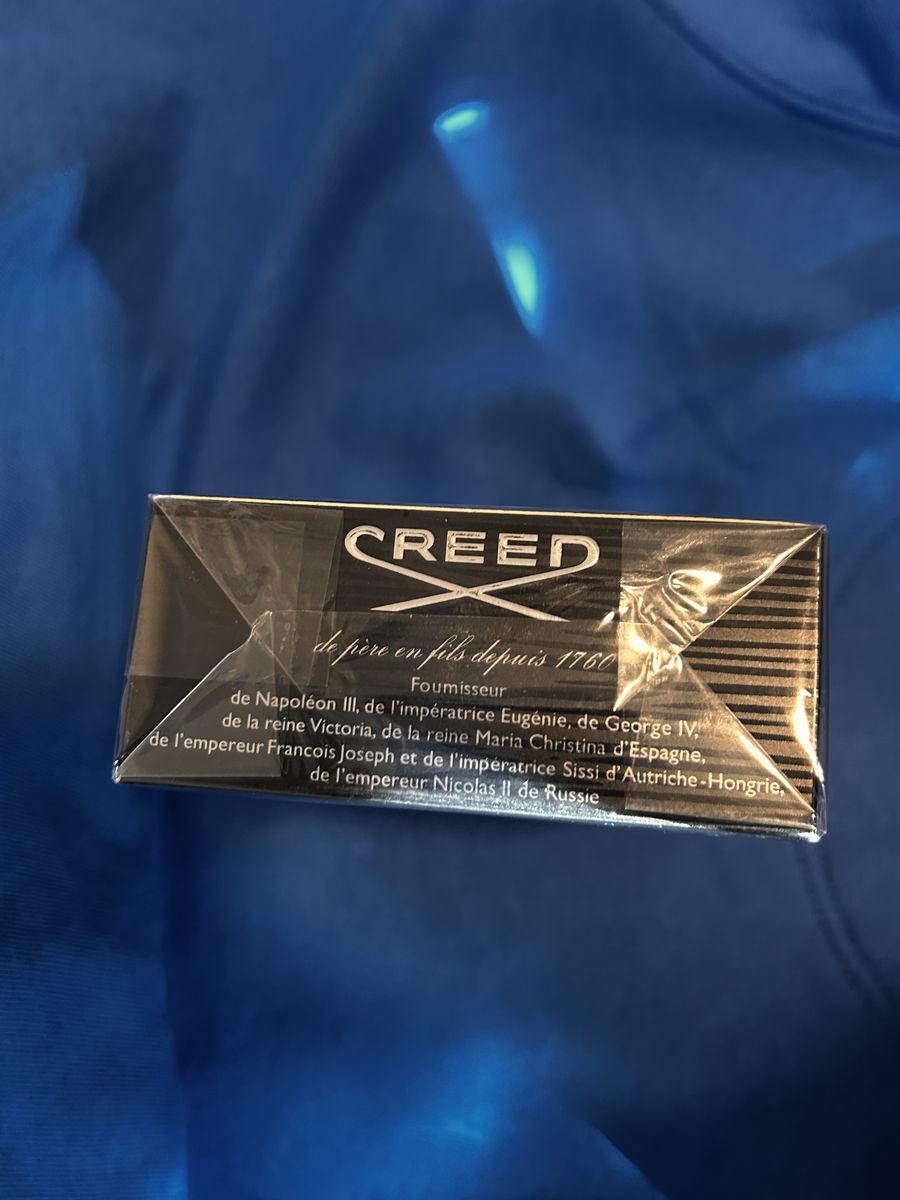 CREED
de père en fils depuis 1760
Foumisseur
de Napoléon III, de l'impératrice Eugénie, de George IV,
de la reine Victoria, de la reine Maria Christina d'Espagne,
de l'empereur Francois Joseph et de l'impératrice Sissi d'Autriche-Hongrie,
de l'empereur Nicolas II de Russie